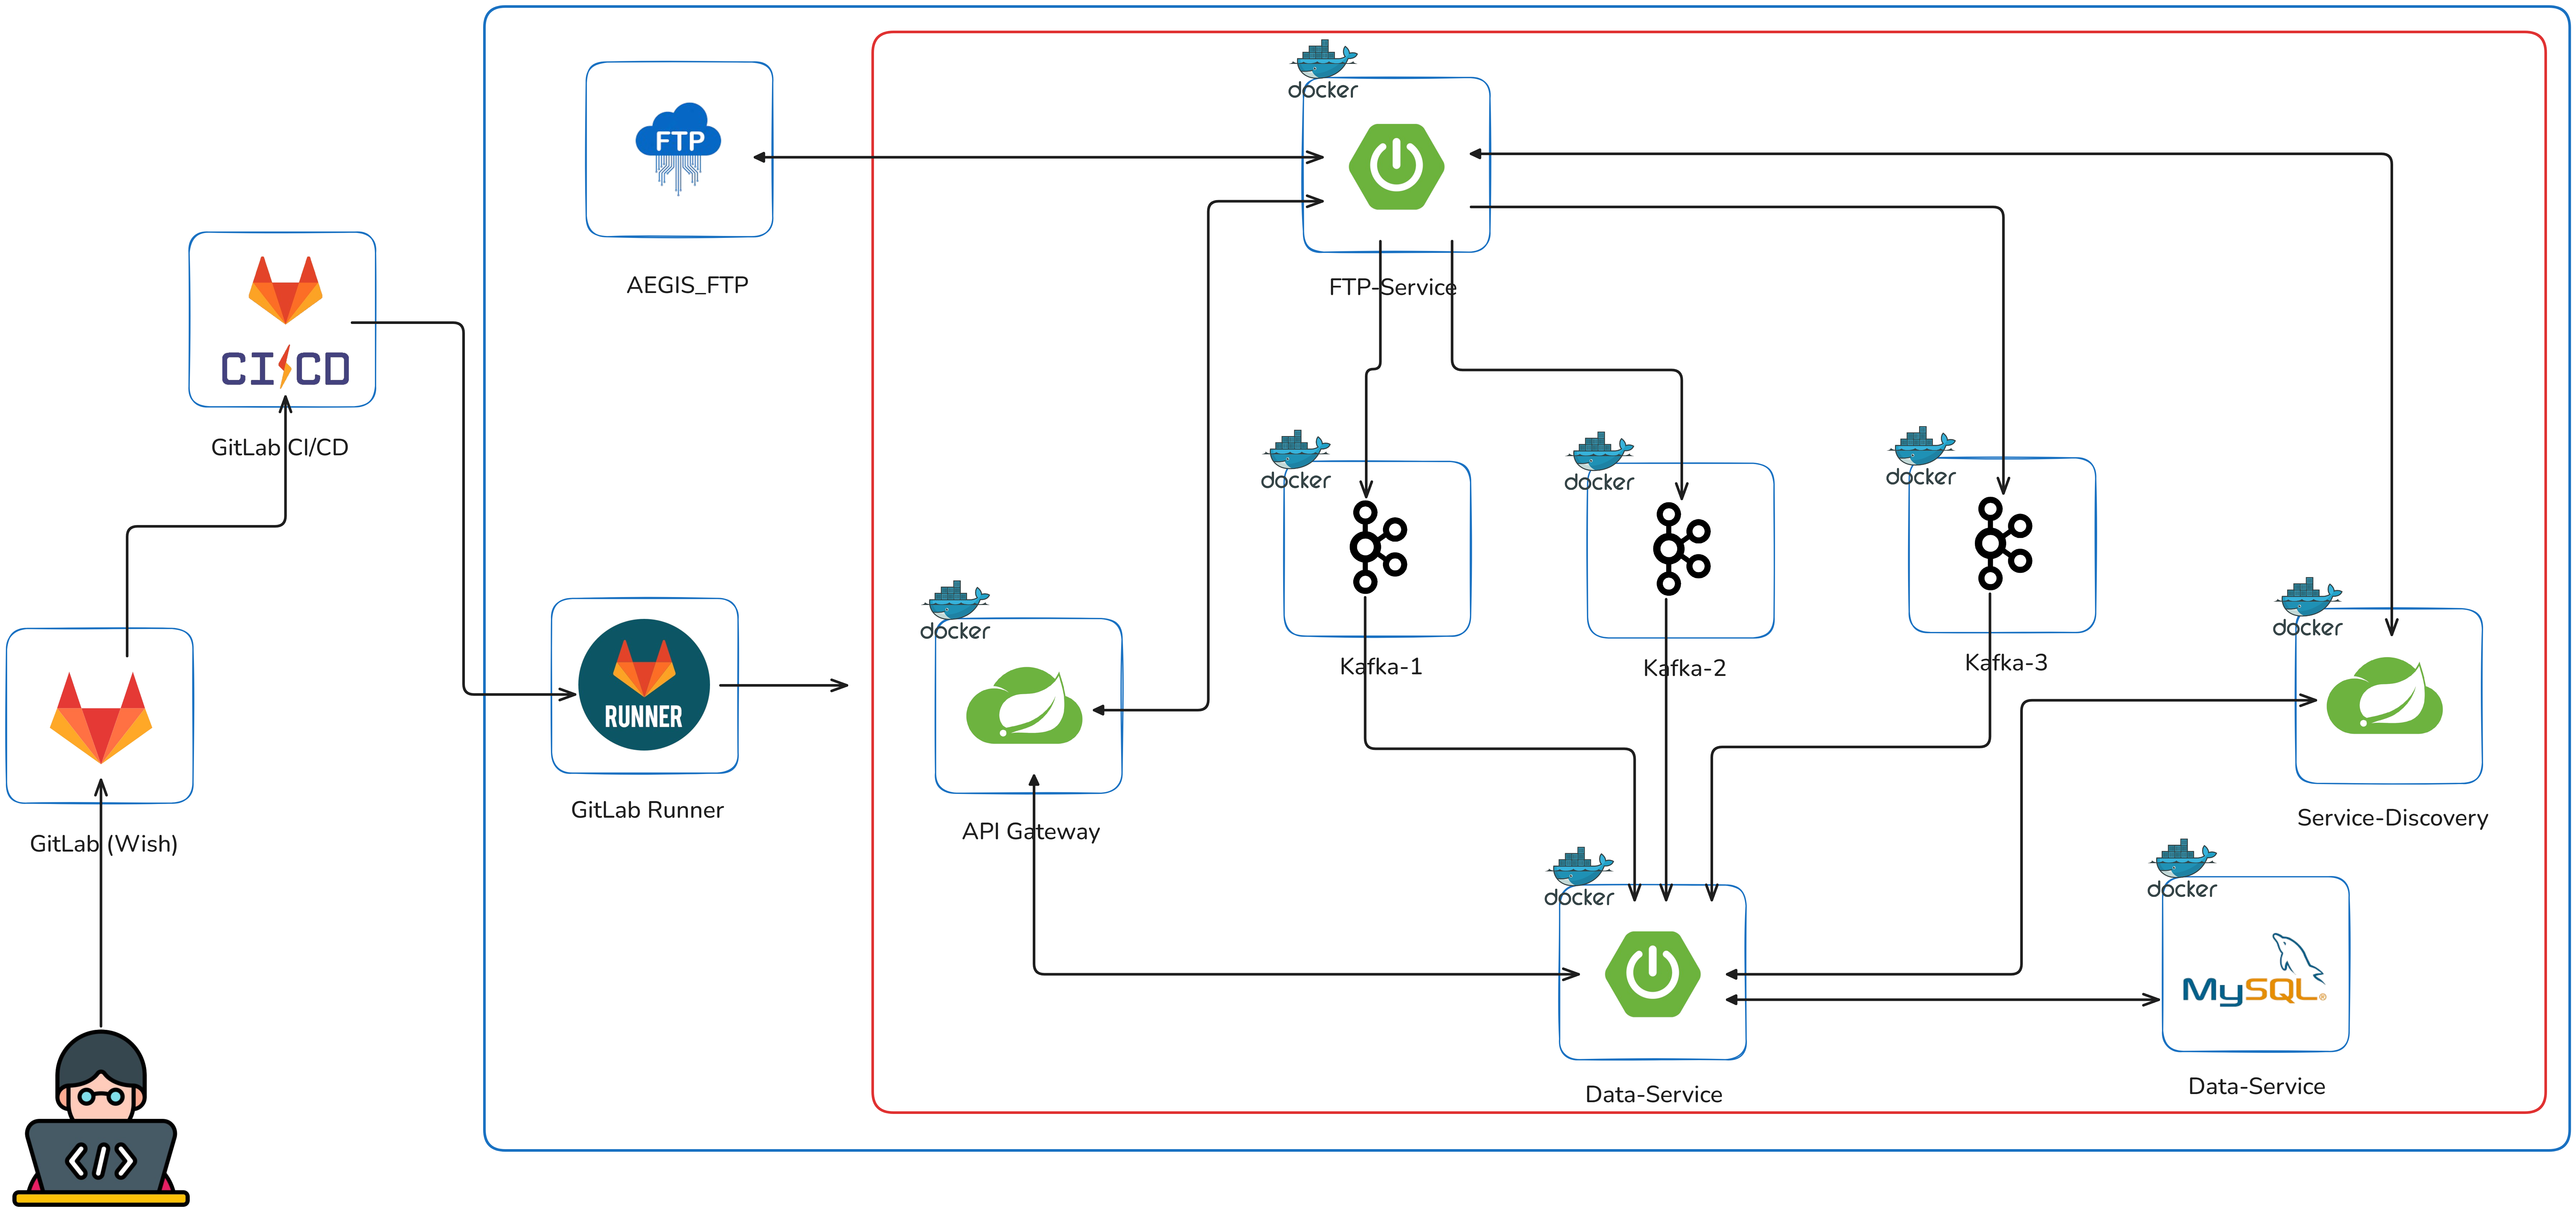 docker
FTP
AEGIS_FTP
FTP-Service
CI CD
GitLab CI/CD
docker
docker
docker
Kafka-1
Kafka-2
Kafka-3
docker
docker
RUNNER
GitLab Runner
GitLab (Wish)
API Gateway
Service-Discovery
docker
docker
MySQL®
Data-Service
Data-Service